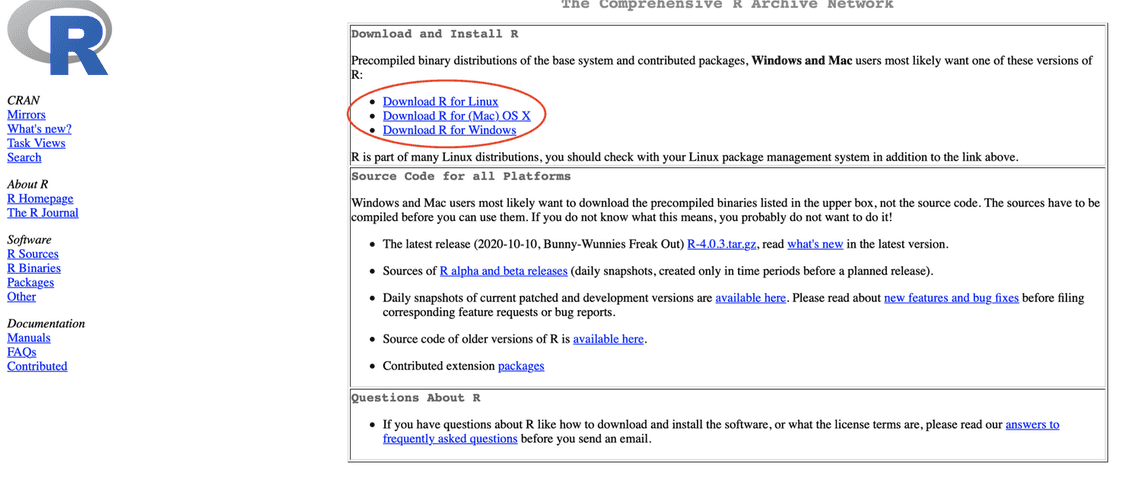 The Comprehensive R Archive Network
R
CRAN
Mirrors
What's new?
Task Views
Search
About R
R Homepage
The R Journal
Software
R Sources
R Binaries
Packages
Other
Documentation
Manuals
FAQs
Contributed
Download and Install R
Precompiled binary distributions of the base system and contributed packages, Windows and Mac users most likely want one of these versions of
R:
• Download R for Linux
• Download R for (Mac) OS X
• Download R for Windows
R is part of many Linux distributions, you should check with your Linux package management system in addition to the link above.
Source Code for all Platforms
Windows and Mac users most likely want to download the precompiled binaries listed in the upper box, not the source code. The sources have to be
compiled before you can use them. If you do not know what this means, you probably do not want to do it!
• The latest release (2020-10-10, Bunny-Wunnies Freak Out) R-4.0.3.tar.gz, read what's new in the latest version.
• Sources of R alpha and beta releases (daily snapshots, created only in time periods before a planned release).
• Daily snapshots of current patched and development versions are available here. Please read about new features and bug fixes before filing
corresponding feature requests or bug reports.
• Source code of older versions of R is available here.
• Contributed extension packages
Questions About R
• If you have questions about R like how to download and install the software, or what the license terms are, please read our answers to
frequently asked questions before you send an email.